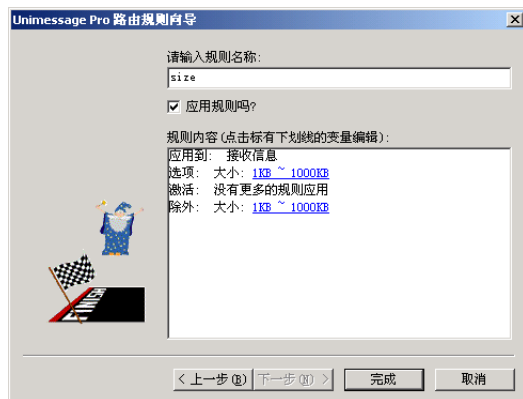 Unimessage Pro 路由规则向导
请输入规则名称:
size
应用规则吗?
规则内容(点击标有下划线的变量编辑):
应用到: 接收信息
选项: 大小: 1KB ~ 1000KB
激活: 没有更多的规则应用
除外: 大小: 1KB ~ 1000KB
FINISH
< 上一步(B) 下一步(N) > 完成 取消